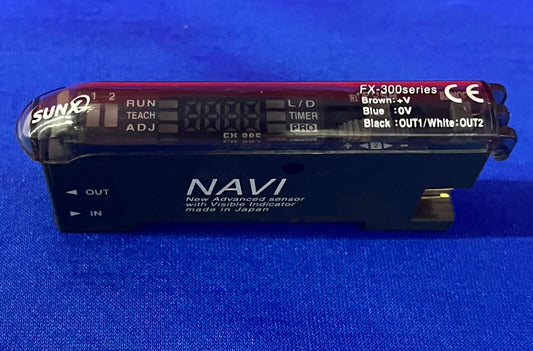 SUNX
1 2
RUN
TEACH
ADJ
L/D
TIMER
PRO
FX-300series
Brown:+V
Blue :0V
Black :OUT1/White:OUT2
CE
+ -
OUT
IN
NAVI
New Advanced sensor
with Visible Indicator
made in Japan